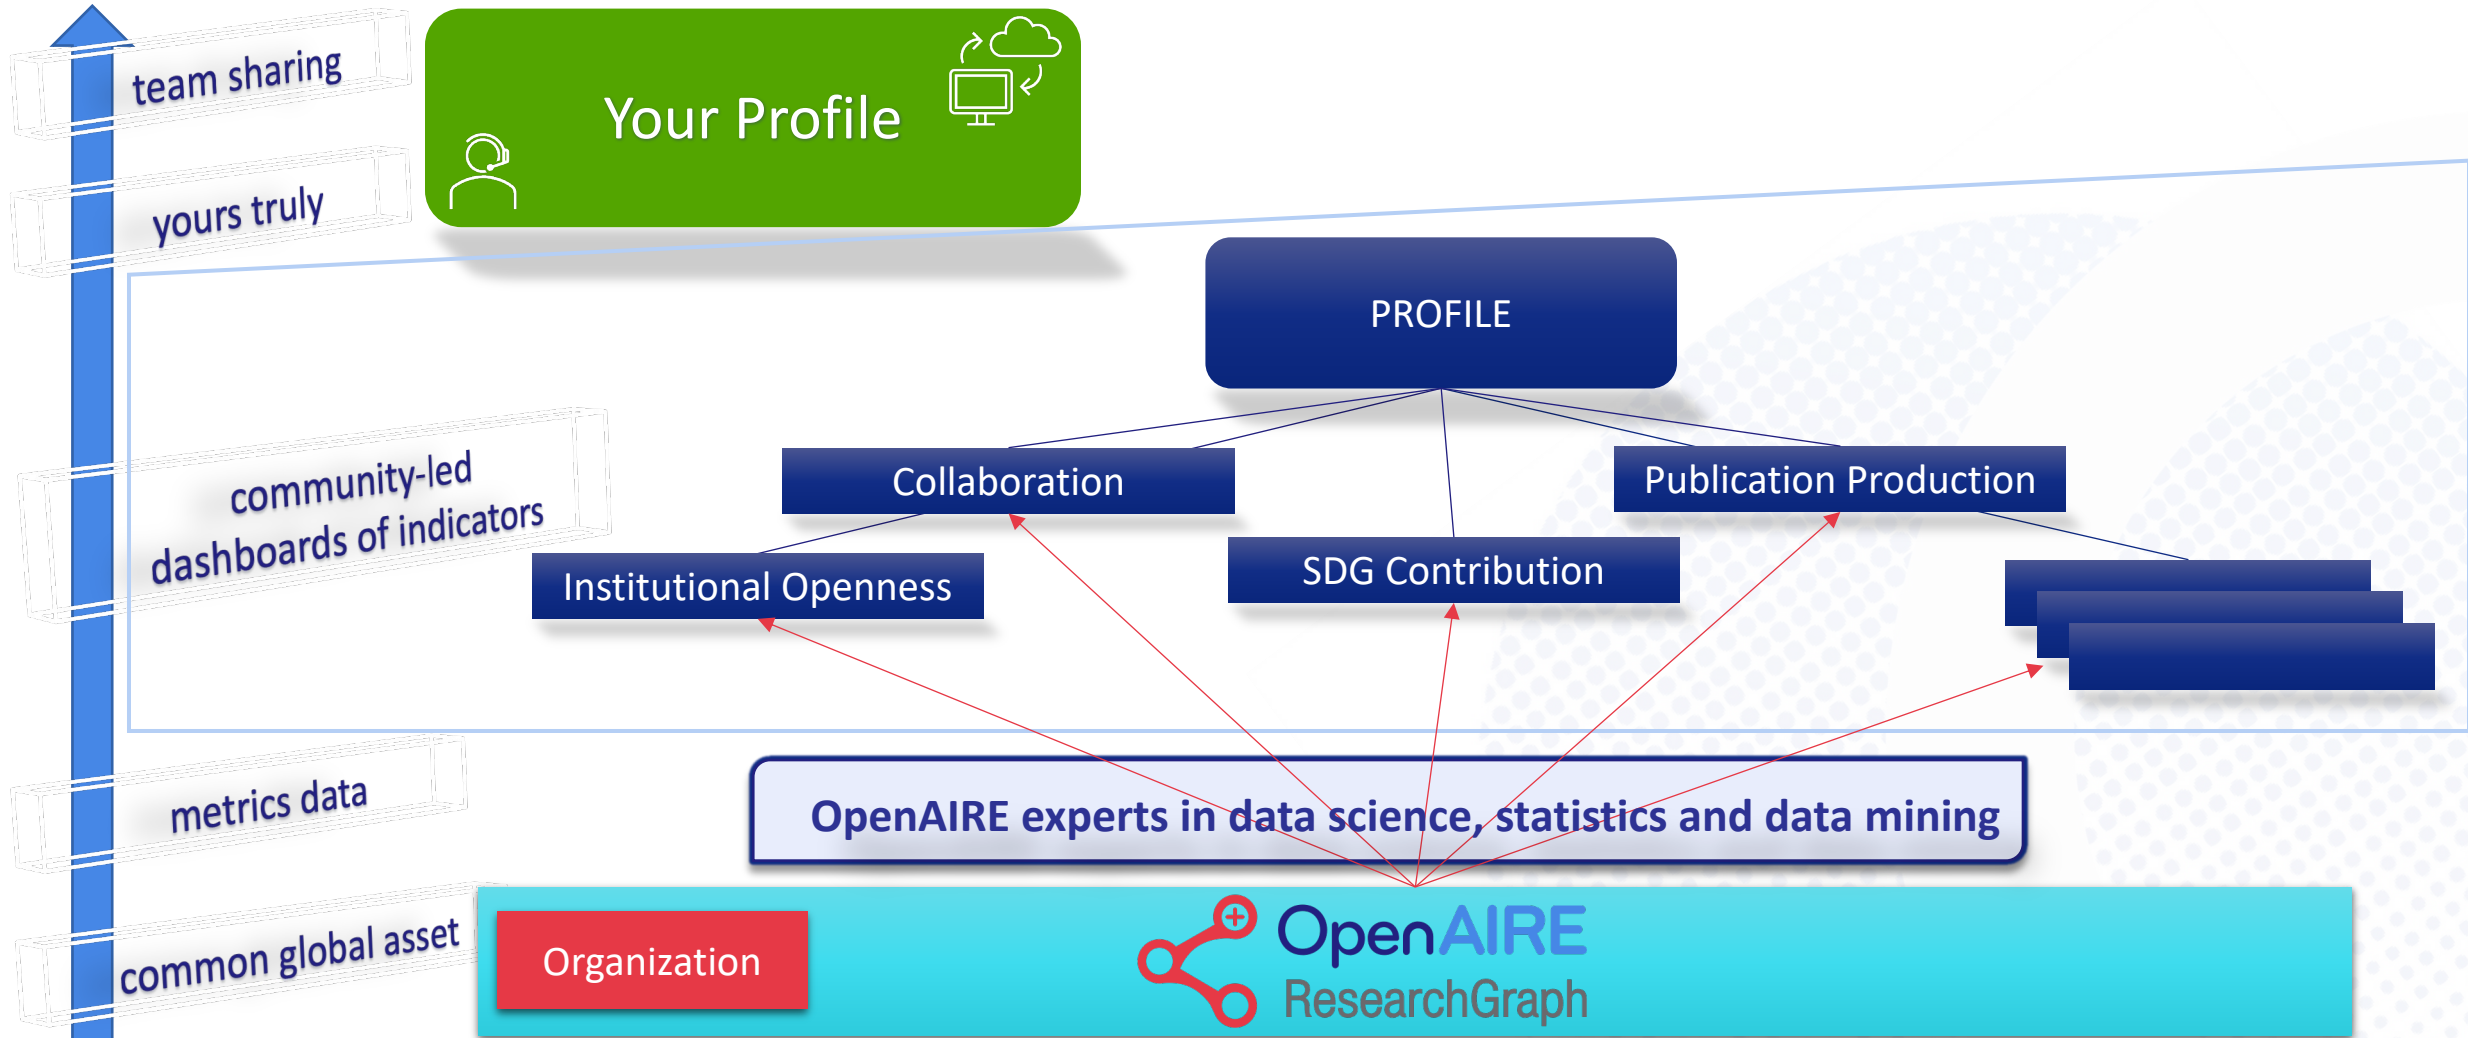 team sharing
Your Profile
yours truly
PROFILE
community-led
dashboards of indicators
Collaboration
Publication Production
Institutional Openness
SDG Contribution
metrics data
OpenAIRE experts in data science, statistics and data mining
common global asset
Organization
OpenAIRE
ResearchGraph